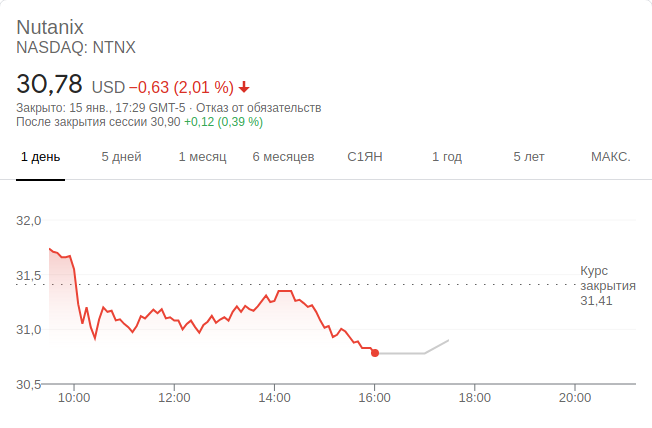 Nutanix
NASDAQ: NTNX
30,78 USD −0,63 (2,01 %)
Закрыто: 15 янв., 17:29 GMT-5 · Отказ от обязательств
После закрытия сессии 30,90 +0,12 (0,39 %)
1 день 5 дней 1 месяц 6 месяцев С1ЯН 1 год 5 лет МАКС.
32,0
31,5
31,0
30,5
Курс
закрытия
31,41
10:00 12:00 14:00 16:00 18:00 20:00